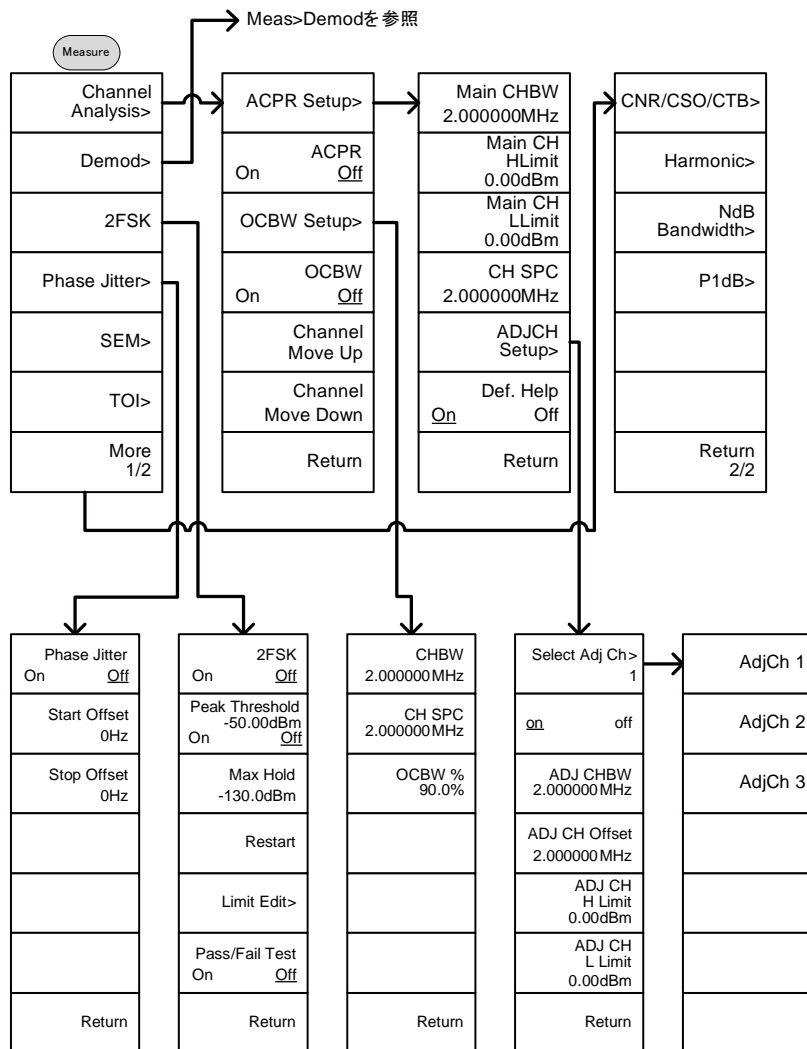 Meas>Demodを参照
Measure
Channel
Analysis>
Demod>
2FSK
Phase Jitter>
SEM>
TOI>
More
1/2
ACPR Setup>
ACPR
On Off
OCBW Setup>
OCBW
On Off
Channel
Move Up
Channel
Move Down
Return
Main CHBW
2.000000MHz
Main CH
HLimit
0.00dBm
Main CH
LLimit
0.00dBm
CH SPC
2.000000MHz
ADJCH
Setup>
Def. Help
On Off
Return
CNR/CSO/CTB>
Harmonic>
NdB
Bandwidth>
P1dB>
Return
2/2
Phase Jitter
On Off
Start Offset
0Hz
Stop Offset
0Hz
Return
2FSK
On Off
Peak Threshold
-50.00dBm
On Off
Max Hold
-130.0dBm
Restart
Limit Edit>
Pass/Fail Test
On Off
Return
CHBW
2.000000MHz
CH SPC
2.000000MHz
OCBW %
90.0%
Return
Select Adj Ch>
1
on off
ADJ CHBW
2.000000MHz
ADJ CH Offset
2.000000MHz
ADJ CH
H Limit
0.00dBm
ADJ CH
L Limit
0.00dBm
Return
AdjCh 1
AdjCh 2
AdjCh 3